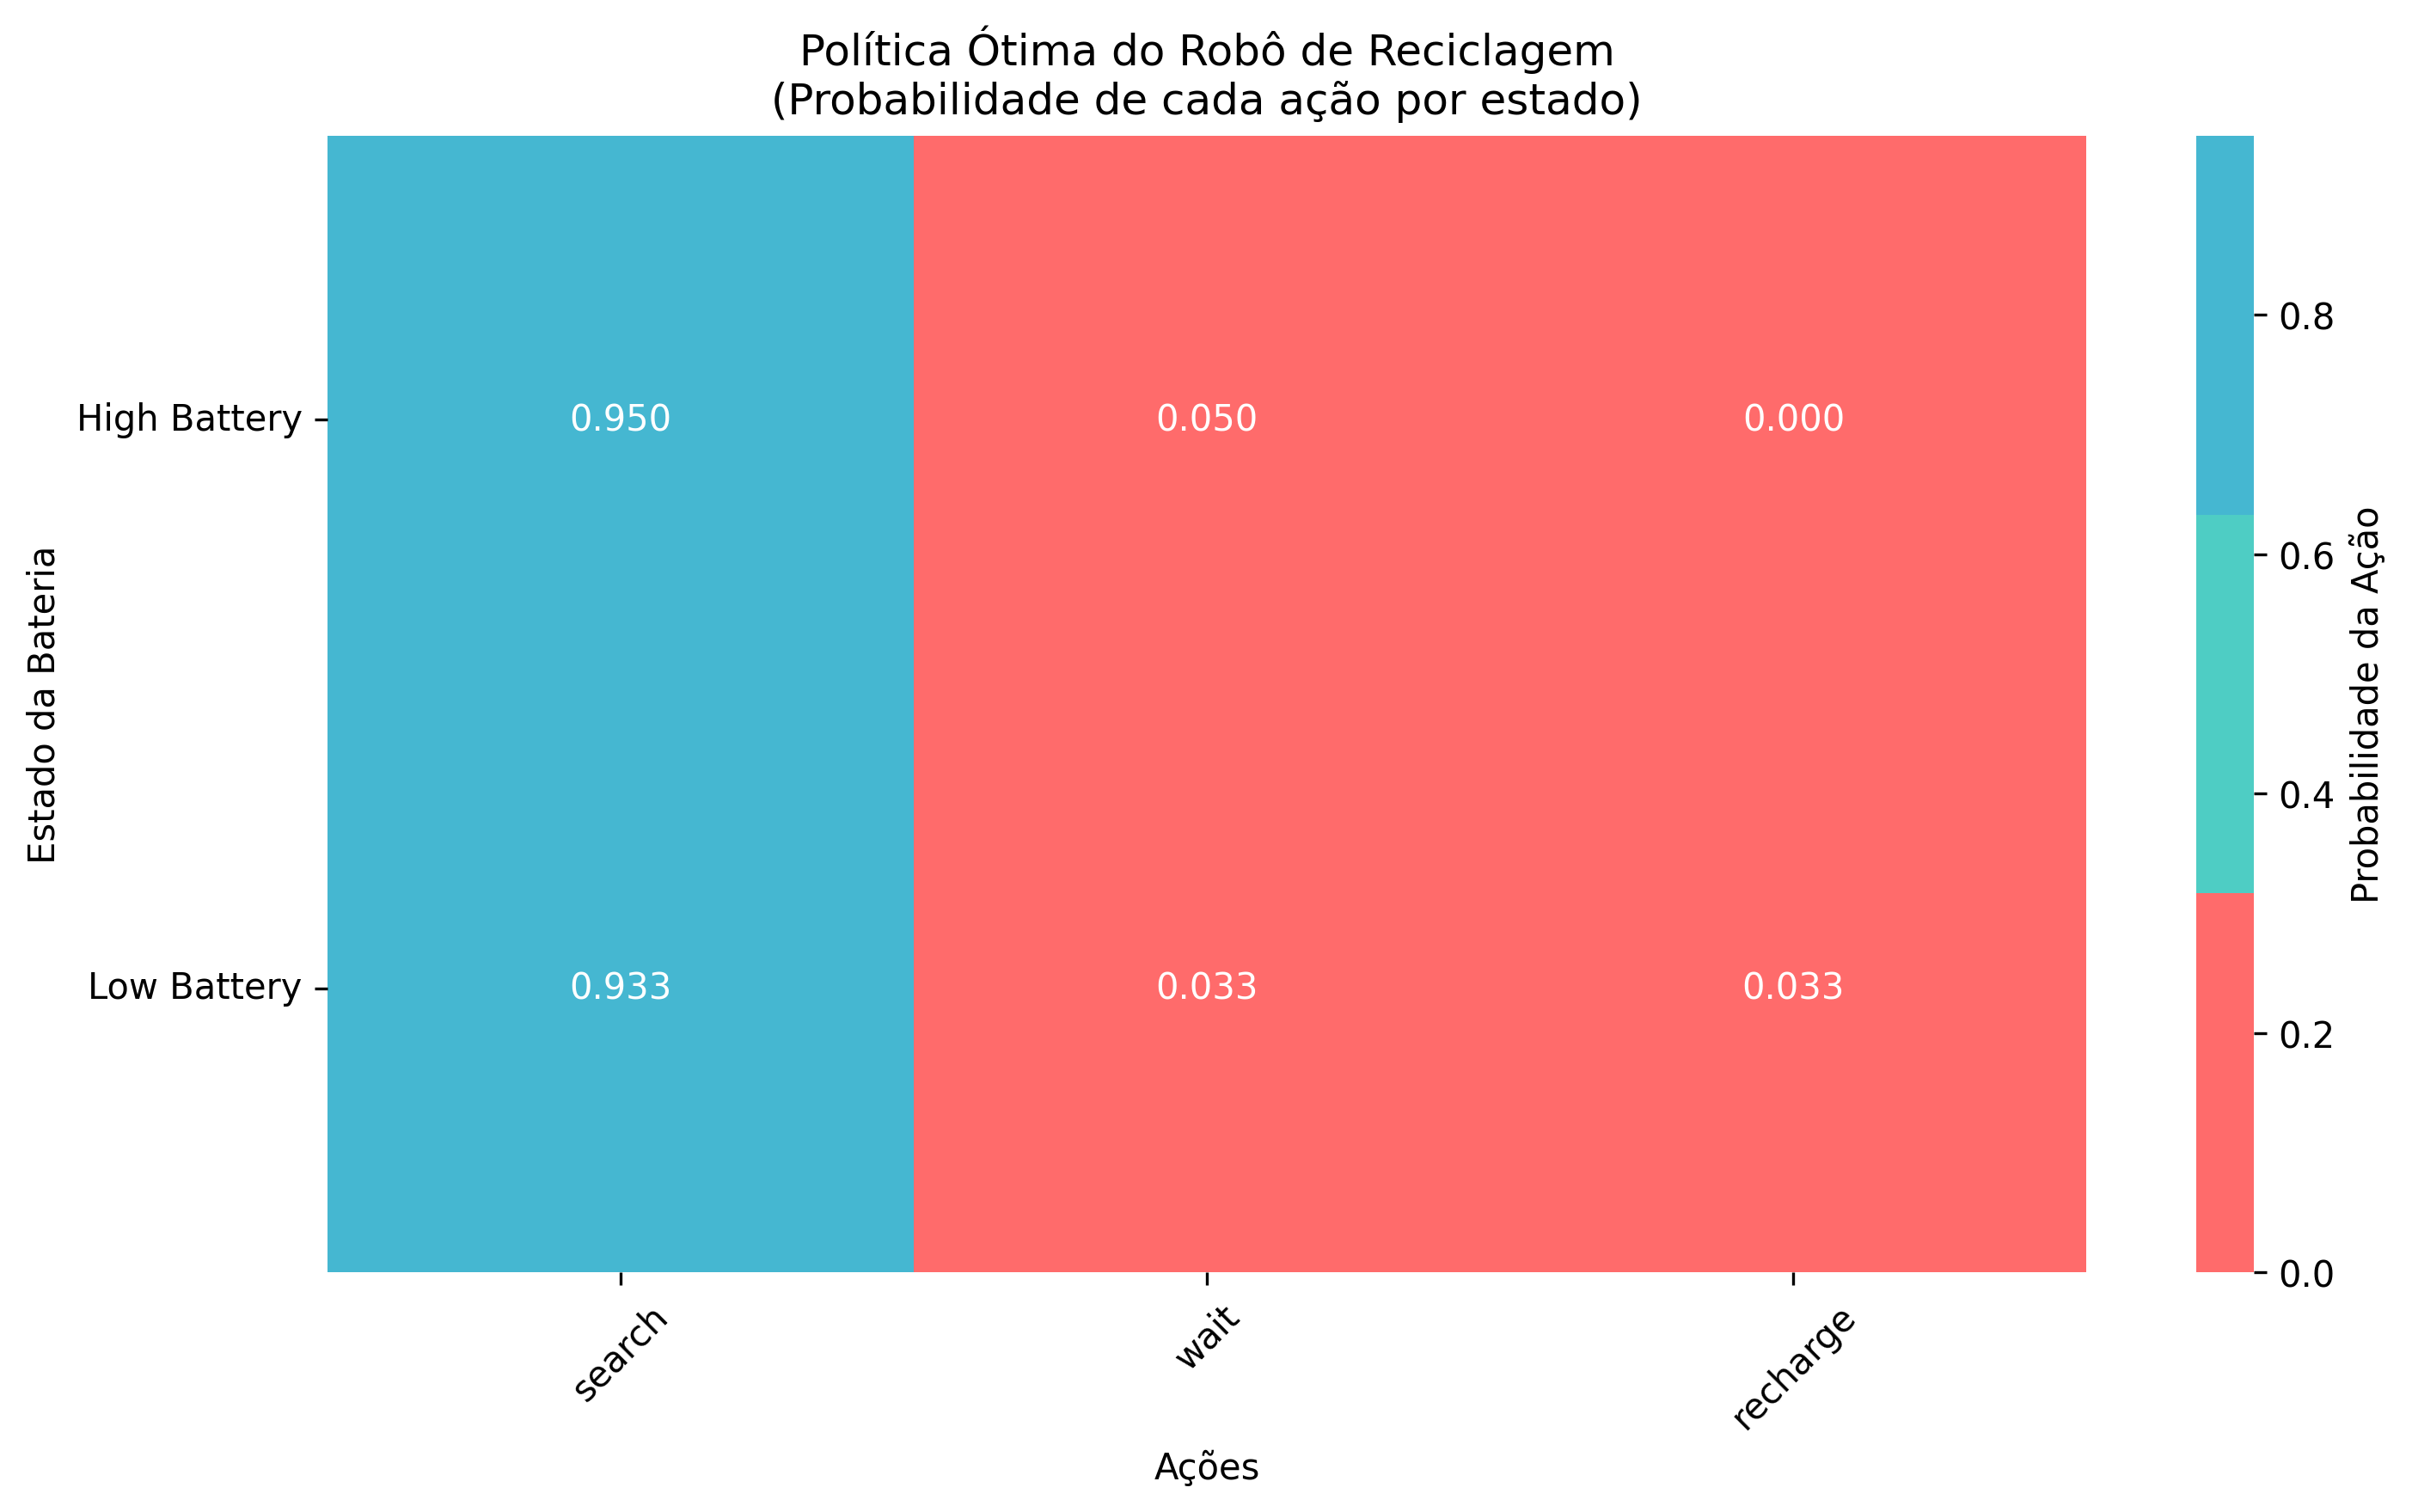 Política Ótima do Robô de Reciclagem
(Probabilidade de cada ação por estado)
Estado da Bateria
High Battery
0.950
0.050
0.000
Low Battery
0.933
0.033
0.033
search
wait
recharge
Ações
0.8
0.6
0.4
0.2
0.0
Probabilidade da Ação